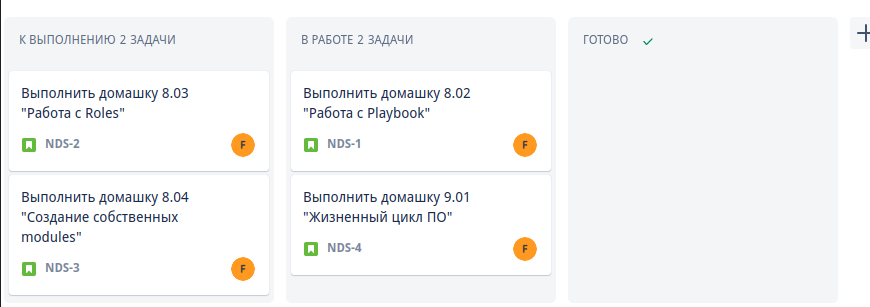 К ВЫПОЛНЕНИЮ 2 ЗАДАЧИ
Выполнить домашку 8.03
"Работа с Roles"
NDS-2
F
Выполнить домашку 8.04
"Создание собственных
modules"
NDS-3
F
В РАБОТЕ 2 ЗАДАЧИ
Выполнить домашку 8.02
"Работа с Playbook"
NDS-1
F
Выполнить домашку 9.01
"Жизненный цикл ПО"
NDS-4
F
ГОТОВО